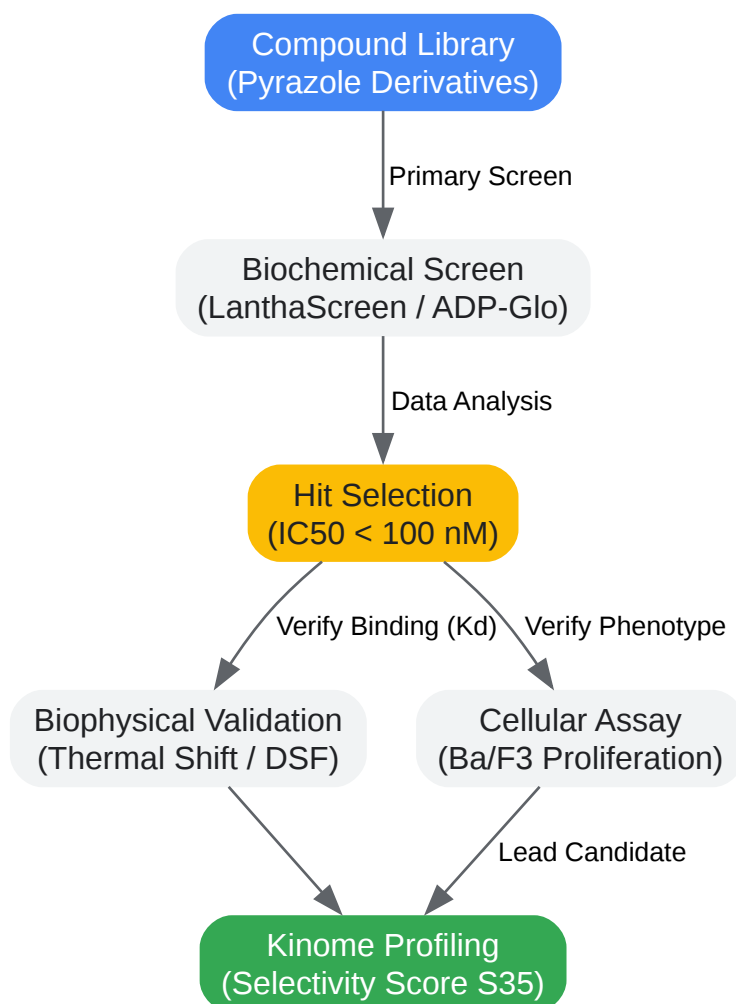 Compound Library
(Pyrazole Derivatives)
Primary Screen
Biochemical Screen
(LanthaScreen / ADP-Glo)
Data Analysis
Hit Selection
(IC50 < 100 nM)
Verify Binding (Kd)
Verify Phenotype
Biophysical Validation
(Thermal Shift / DSF)
Cellular Assay
(Ba/F3 Proliferation)
Lead Candidate
Kinome Profiling
(Selectivity Score S35)